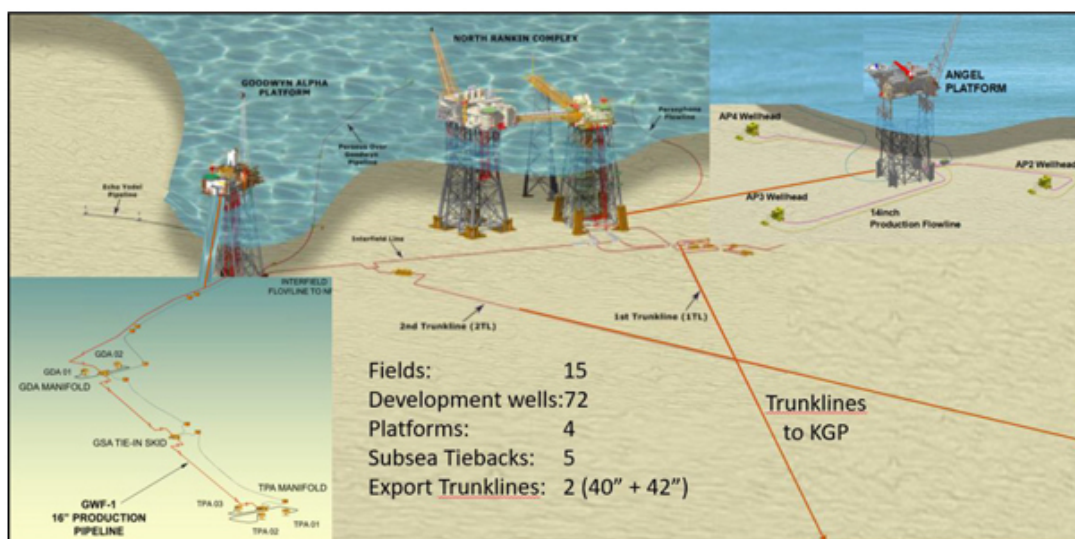 NORTH RANKIN COMPLEX
GOODWYN ALPHA
PLATFORM
Perseus Over
Goodwyn
Pipeline
Persephone
Flowline
ANGEL
PLATFORM
AP4 Wellhead
AP2 Wellhead
AP3 Wellhead
14inch
Production Flowline
Echo Yodel
Pipeline
Interfield Line
INTERFIELD
FLOWLINE TO NR
2nd Trunkline (2TL)
1st Trunkline (1TL)
GDA 02
GDA 01
GDA MANIFOLD
GSA TIE-IN SKID
TPA MANIFOLD
TPA 03
TPA 01
TPA 02
GWF-1
16" PRODUCTION
PIPELINE
Fields: 15
Development wells:72
Platforms: 4
Subsea Tiebacks: 5
Export Trunklines: 2 (40” + 42”)
Trunklines
to KGP